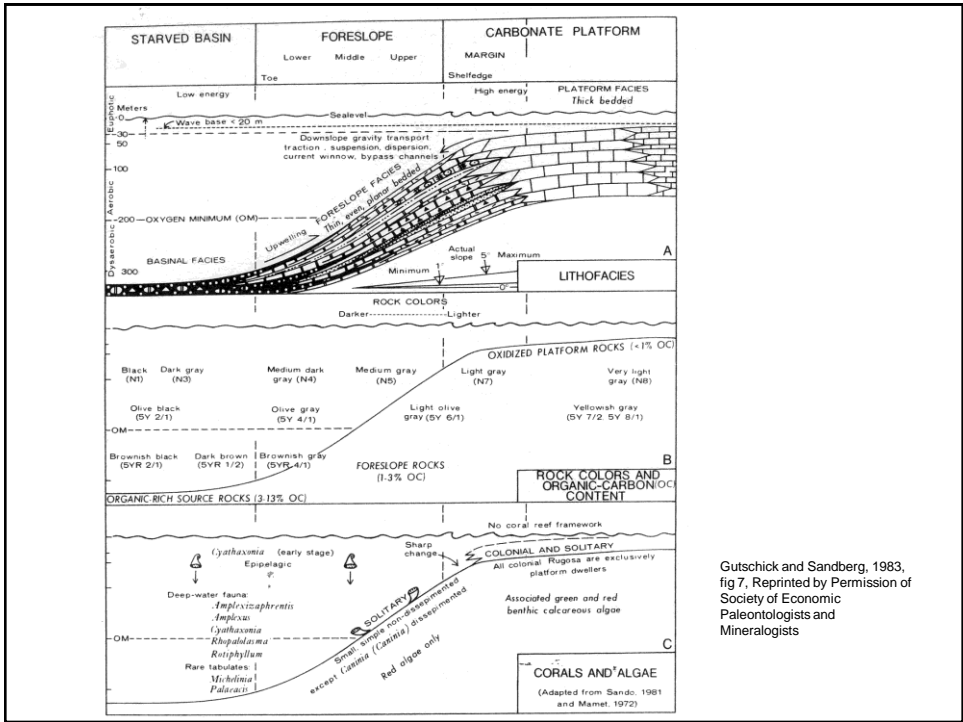 STARVED BASIN
FORESLOPE
CARBONATE PLATFORM
Lower Middle Upper
MARGIN
Toe
Shelfedge
Low energy
High energy
PLATFORM FACIES
Thick bedded
Euphotic
Meters
0
Sealevel
Wave base < 20 m
30
50
Downslope gravity transport
traction, suspension, dispersion,
current winnow, bypass channels
100
Aerobic
FORESLOPE FACIES
Thin, even, planar bedded
200 OXYGEN MINIMUM (OM)
Upwelling
Dysaerobic
BASINAL FACIES
300
Actual
slope
5° Maximum
Minimum 1°
0°
A
LITHOFACIES
ROCK COLORS
Darker----------------Lighter
OXIDIZED PLATFORM ROCKS (<1% OC)
Black
(N1)
Dark gray
(N3)
Medium dark
gray (N4)
Medium gray
(N5)
Light gray
(N7)
Very light
gray (N8)
Olive black
(5Y 2/1)
Olive gray
(5Y 4/1)
Light olive
gray (5Y 6/1)
Yellowish gray
(5Y 7/2, 5Y 8/1)
OM
Brownish black
(5YR 2/1)
Dark brown
(5YR 1/2)
Brownish gray
(5YR 4/1)
FORESLOPE ROCKS
(1-3% OC)
B
ROCK COLORS AND
ORGANIC-CARBON (OC)
CONTENT
ORGANIC-RICH SOURCE ROCKS (3-13% OC)
No coral reef framework
Cyathaxonia (early stage)
Epipelagic
?
Sharp
change
COLONIAL AND SOLITARY
All colonial Rugosa are exclusively
platform dwellers
Deep-water fauna:
Amplexizaphrentis
Amplexus
Cyathaxonia
Rhopalolasma
Rotiphyllum
Rare tabulates:
Michelinia
Palaeacis
OM
SOLITARY
Small, simple non-dissepimented
except Caninia (Caninia) dissepimented
Red algae only
Associated green and red
benthic calcareous algae
C
CORALS AND ALGAE
(Adapted from Sando, 1981
and Mamet, 1972)
Gutschick and Sandberg, 1983,
fig 7, Reprinted by Permission of
Society of Economic
Paleontologists and
Mineralogists